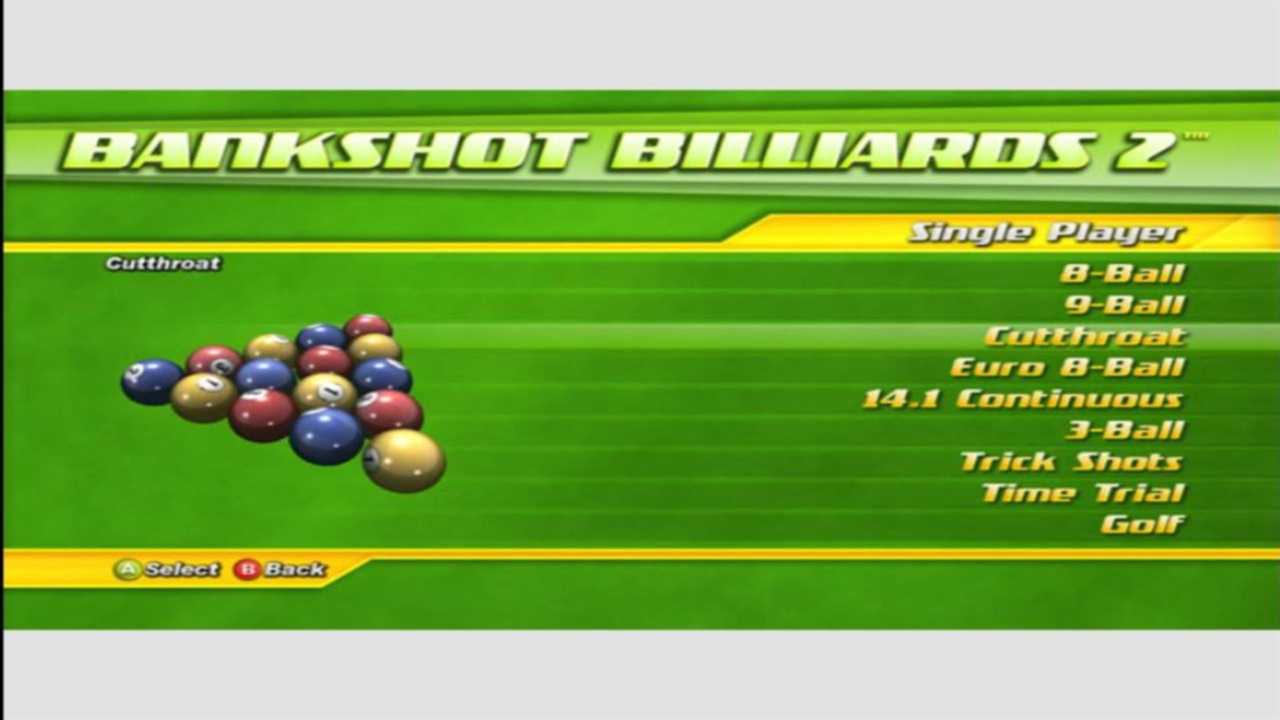 BANKSHOT BILLIARDS 2™
Single Player
Cutthroat
8-Ball
9-Ball
Cutthroat
Euro 8-Ball
14.1 Continuous
3-Ball
Trick Shots
Time Trial
Golf
A Select B Back